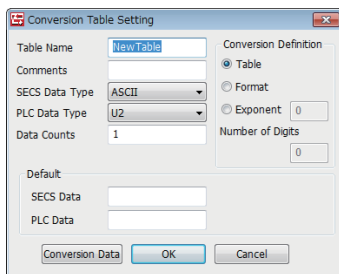 Conversion Table Setting
Table Name NewTable
Comments
SECS Data Type ASCII
PLC Data Type U2
Data Counts 1
Conversion Definition
Table
Format
Exponent 0
Number of Digits
0
Default
SECS Data
PLC Data
Conversion Data OK Cancel